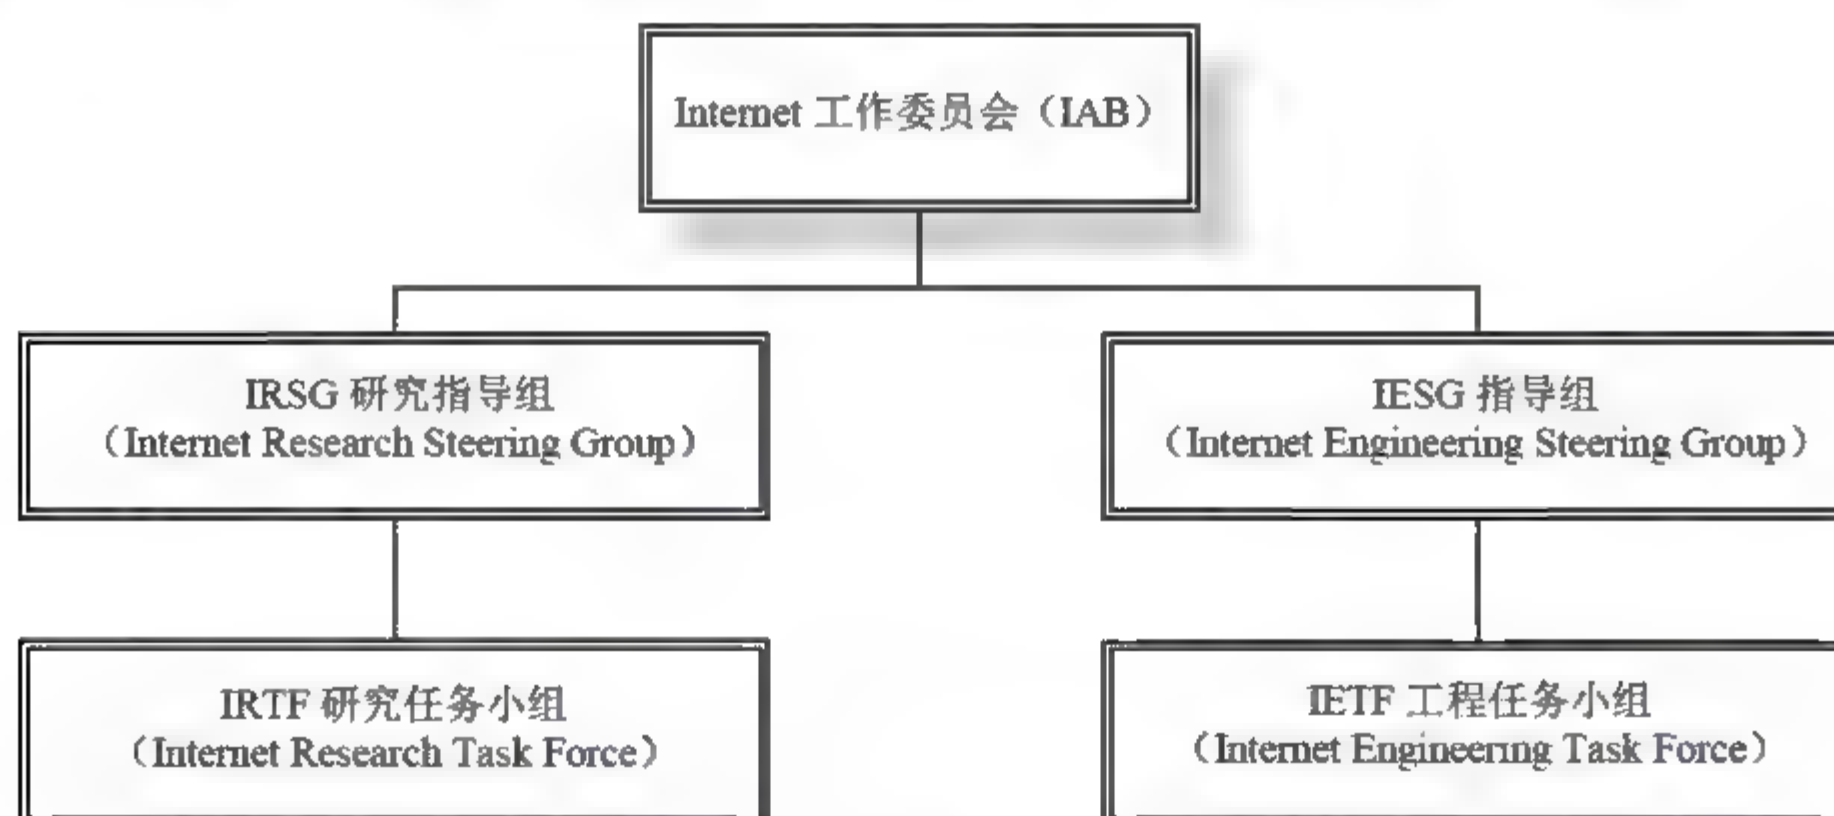 Internet 工作委员会（IAB）
IRSG 研究指导组
（Internet Research Steering Group）
IESG 指导组
（Internet Engineering Steering Group）
IRTF 研究任务小组
（Internet Research Task Force）
IETF 工程任务小组
（Internet Engineering Task Force）